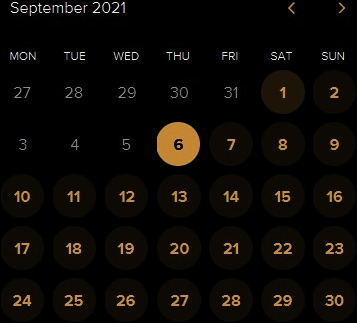 September 2021
MON TUE WED THU FRI SAT SUN
27 28 29 30 31 1 2
3 4 5 6 7 8 9
10 11 12 13 14 15 16
17 18 19 20 21 22 23
24 25 26 27 28 29 30